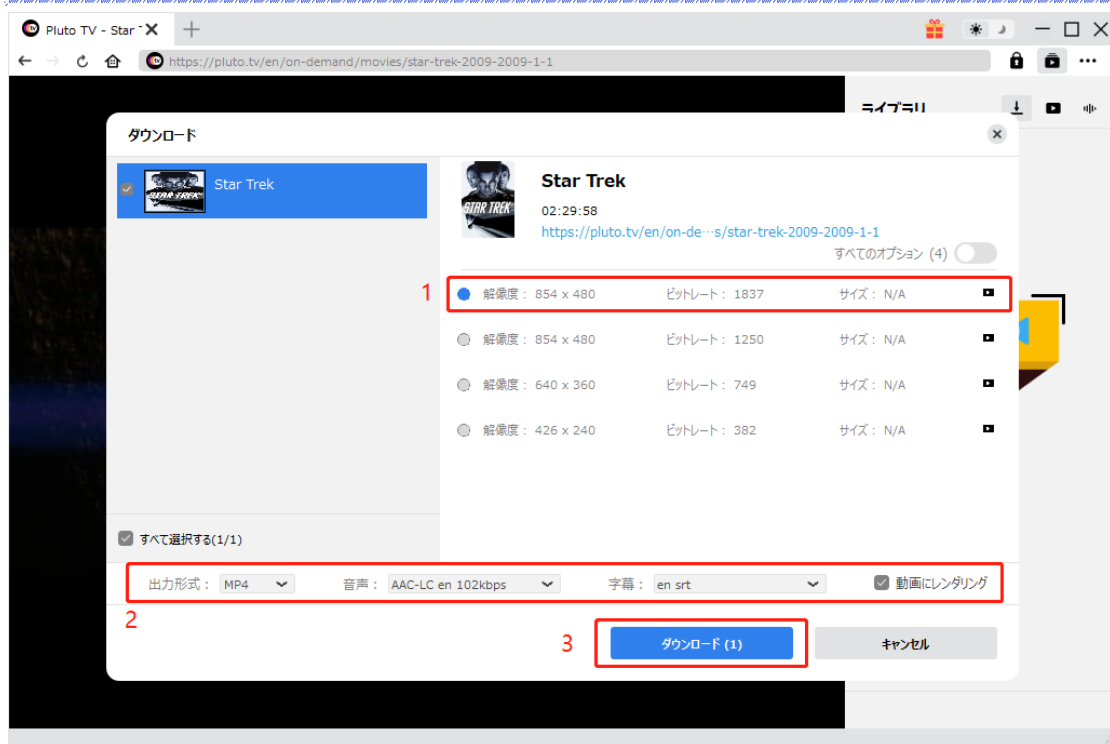 Pluto TV - Star T
https://pluto.tv/en/on-demand/movies/star-trek-2009-2009-1-1
ライブラリ
ダウンロード
STAR TREK
Star Trek
STAR TREK
Star Trek
02:29:58
https://pluto.tv/en/on-de…s/star-trek-2009-2009-1-1
すべてのオプション (4)
1
解像度: 854 x 480 ビットレート: 1837 サイズ: N/A
解像度: 854 x 480 ビットレート: 1250 サイズ: N/A
解像度: 640 x 360 ビットレート: 749 サイズ: N/A
解像度: 426 x 240 ビットレート: 382 サイズ: N/A
すべて選択する(1/1)
出力形式: MP4 音声: AAC-LC en 102kbps 字幕: en srt 動画にレンダリング
2
3
ダウンロード (1) キャンセル